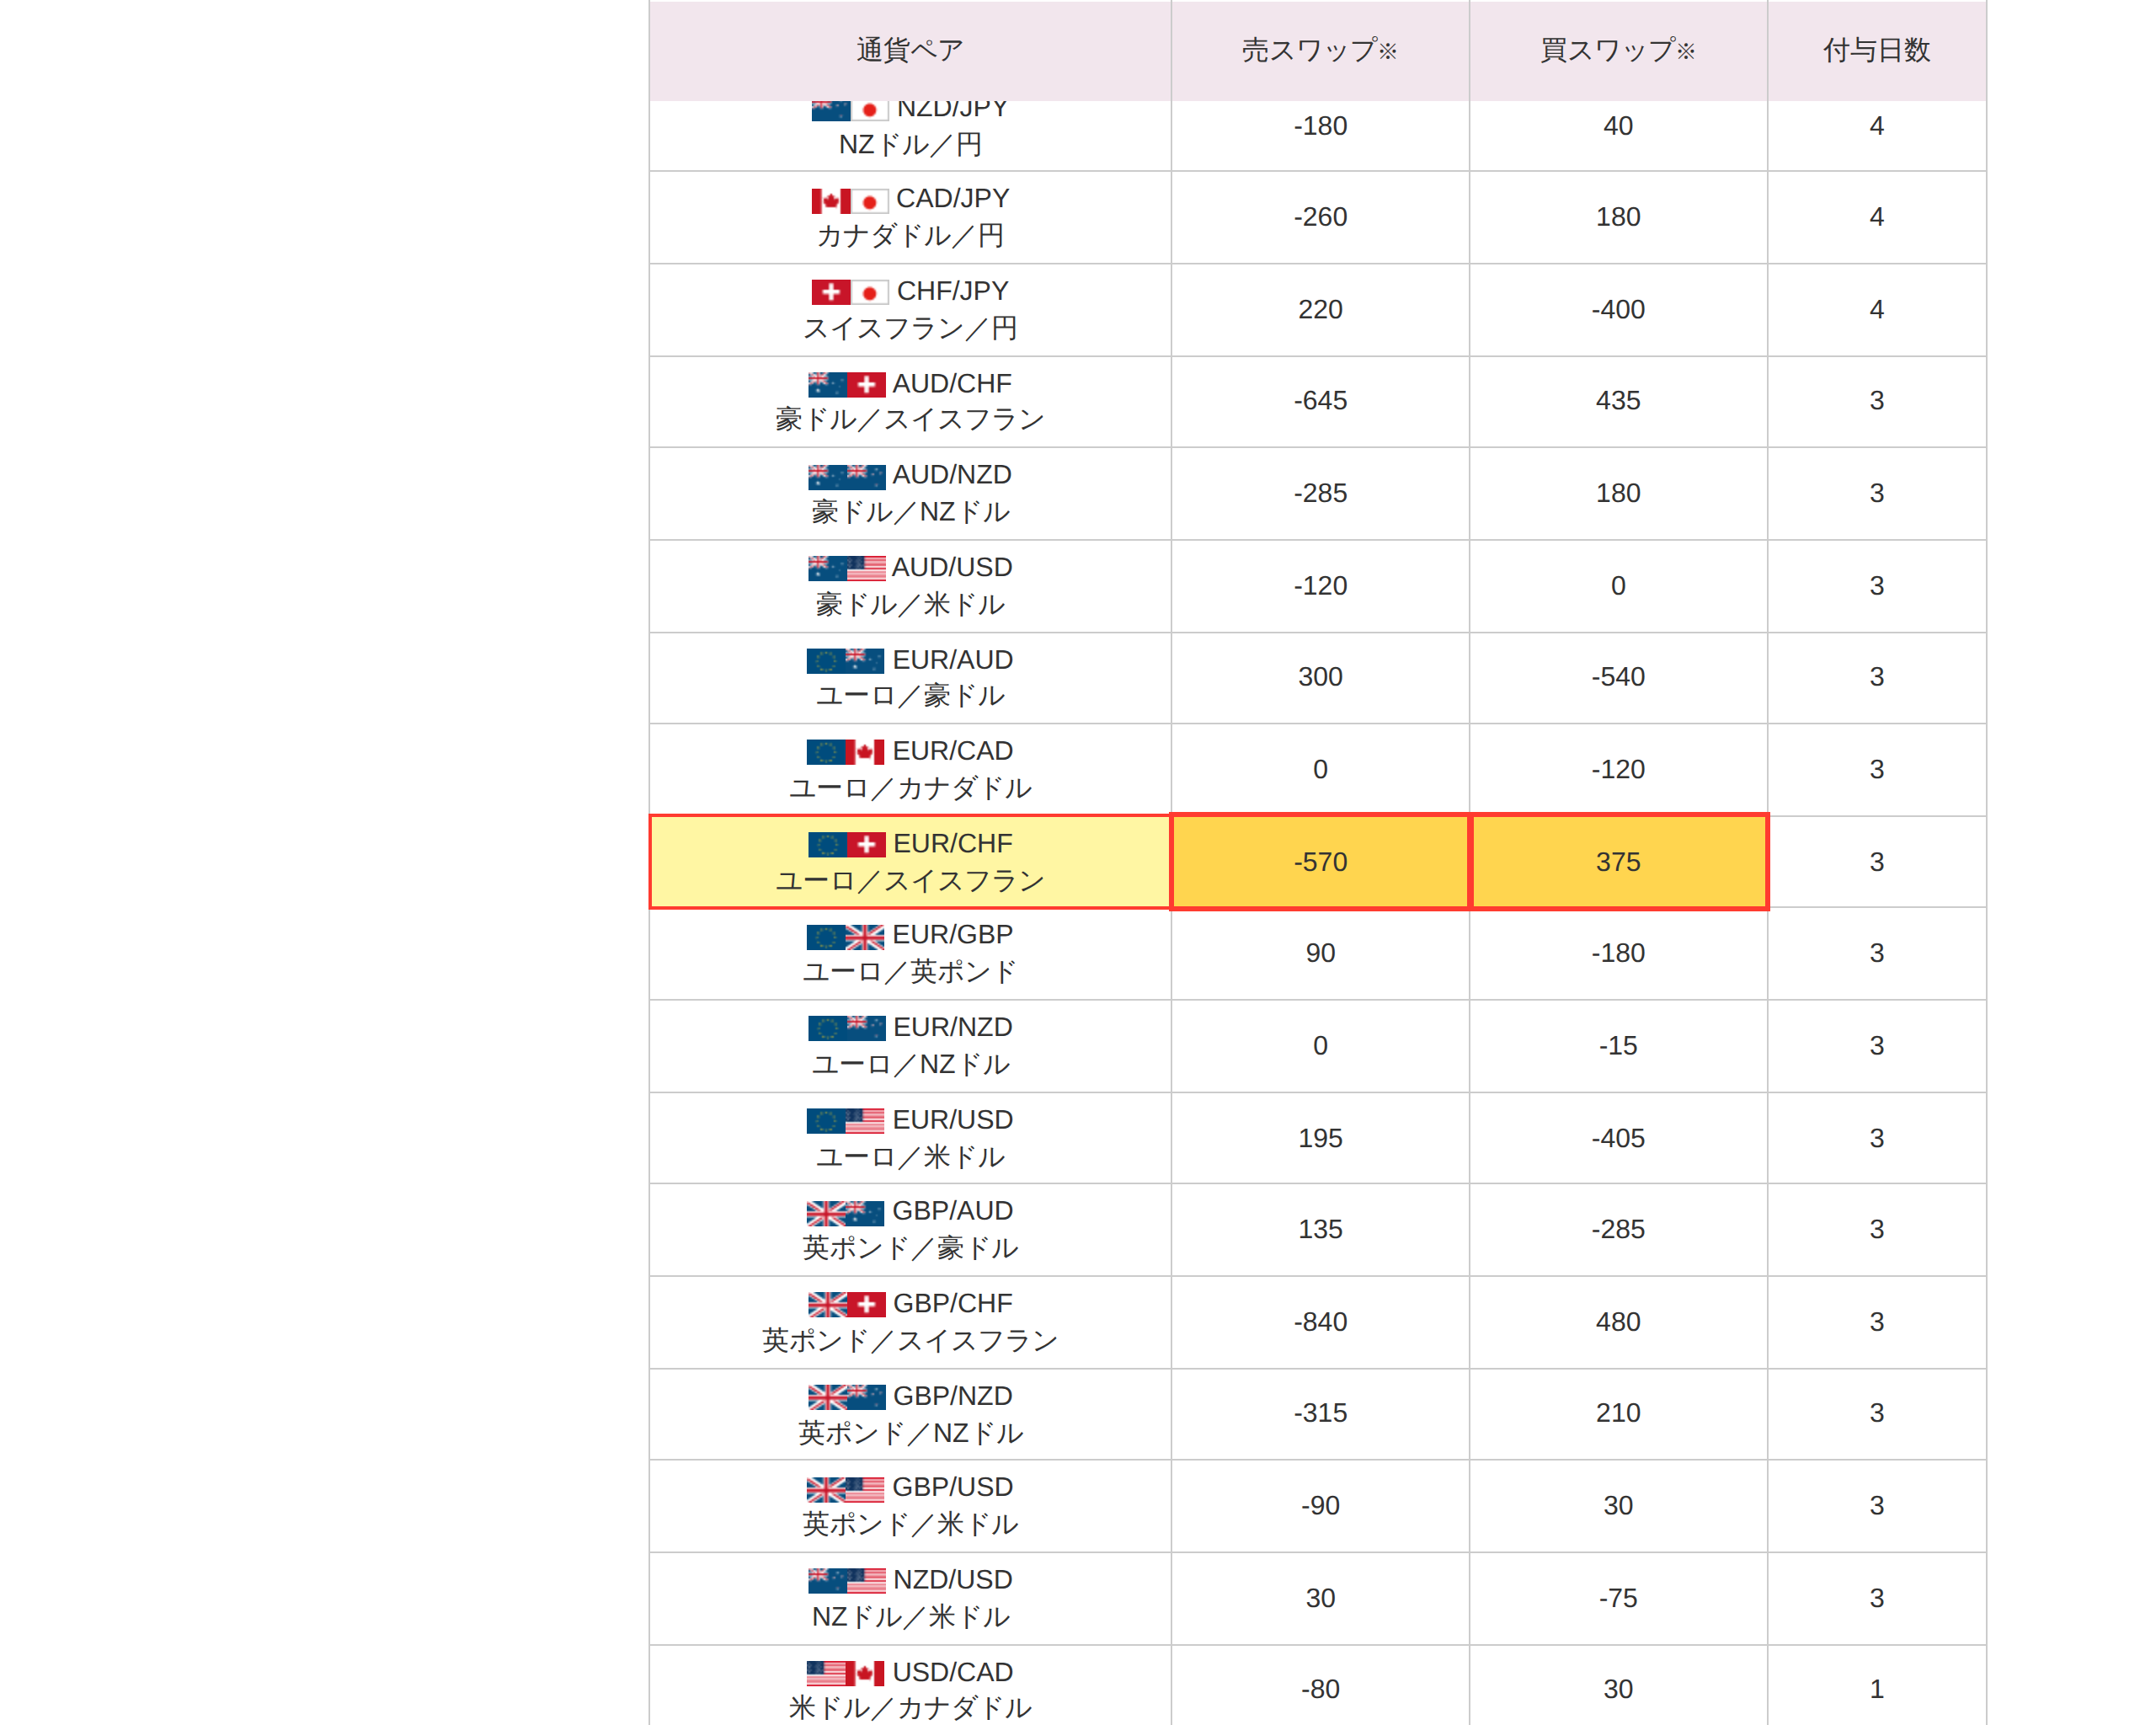 通貨ペア 売スワップ※ 買スワップ※ 付与日数
NZD/JPY
NZドル／円 -180 40 4
CAD/JPY
カナダドル／円 -260 180 4
CHF/JPY
スイスフラン／円 220 -400 4
AUD/CHF
豪ドル／スイスフラン -645 435 3
AUD/NZD
豪ドル／NZドル -285 180 3
AUD/USD
豪ドル／米ドル -120 0 3
EUR/AUD
ユーロ／豪ドル 300 -540 3
EUR/CAD
ユーロ／カナダドル 0 -120 3
EUR/CHF
ユーロ／スイスフラン -570 375 3
EUR/GBP
ユーロ／英ポンド 90 -180 3
EUR/NZD
ユーロ／NZドル 0 -15 3
EUR/USD
ユーロ／米ドル 195 -405 3
GBP/AUD
英ポンド／豪ドル 135 -285 3
GBP/CHF
英ポンド／スイスフラン -840 480 3
GBP/NZD
英ポンド／NZドル -315 210 3
GBP/USD
英ポンド／米ドル -90 30 3
NZD/USD
NZドル／米ドル 30 -75 3
USD/CAD
米ドル／カナダドル -80 30 1